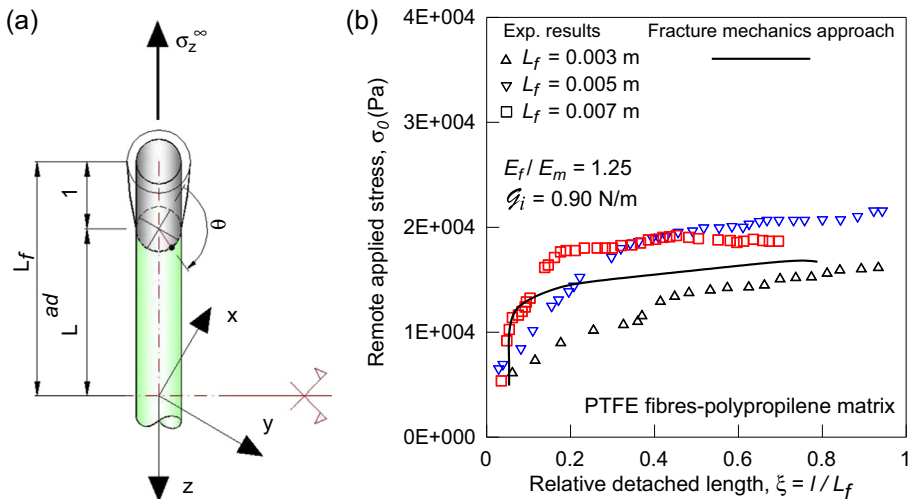 (a)
σz∞
1
Lf
ad
L
θ
x
y
z
(b)
Remote applied stress, σ0 (Pa)
4E+004
3E+004
2E+004
1E+004
0E+000
Exp. results Fracture mechanics approach
Lf = 0.003 m
Lf = 0.005 m
Lf = 0.007 m
Ef / Em = 1.25
𝒢i = 0.90 N/m
PTFE fibres-polypropilene matrix
0 0.2 0.4 0.6 0.8 1
Relative detached length, ξ = l / Lf